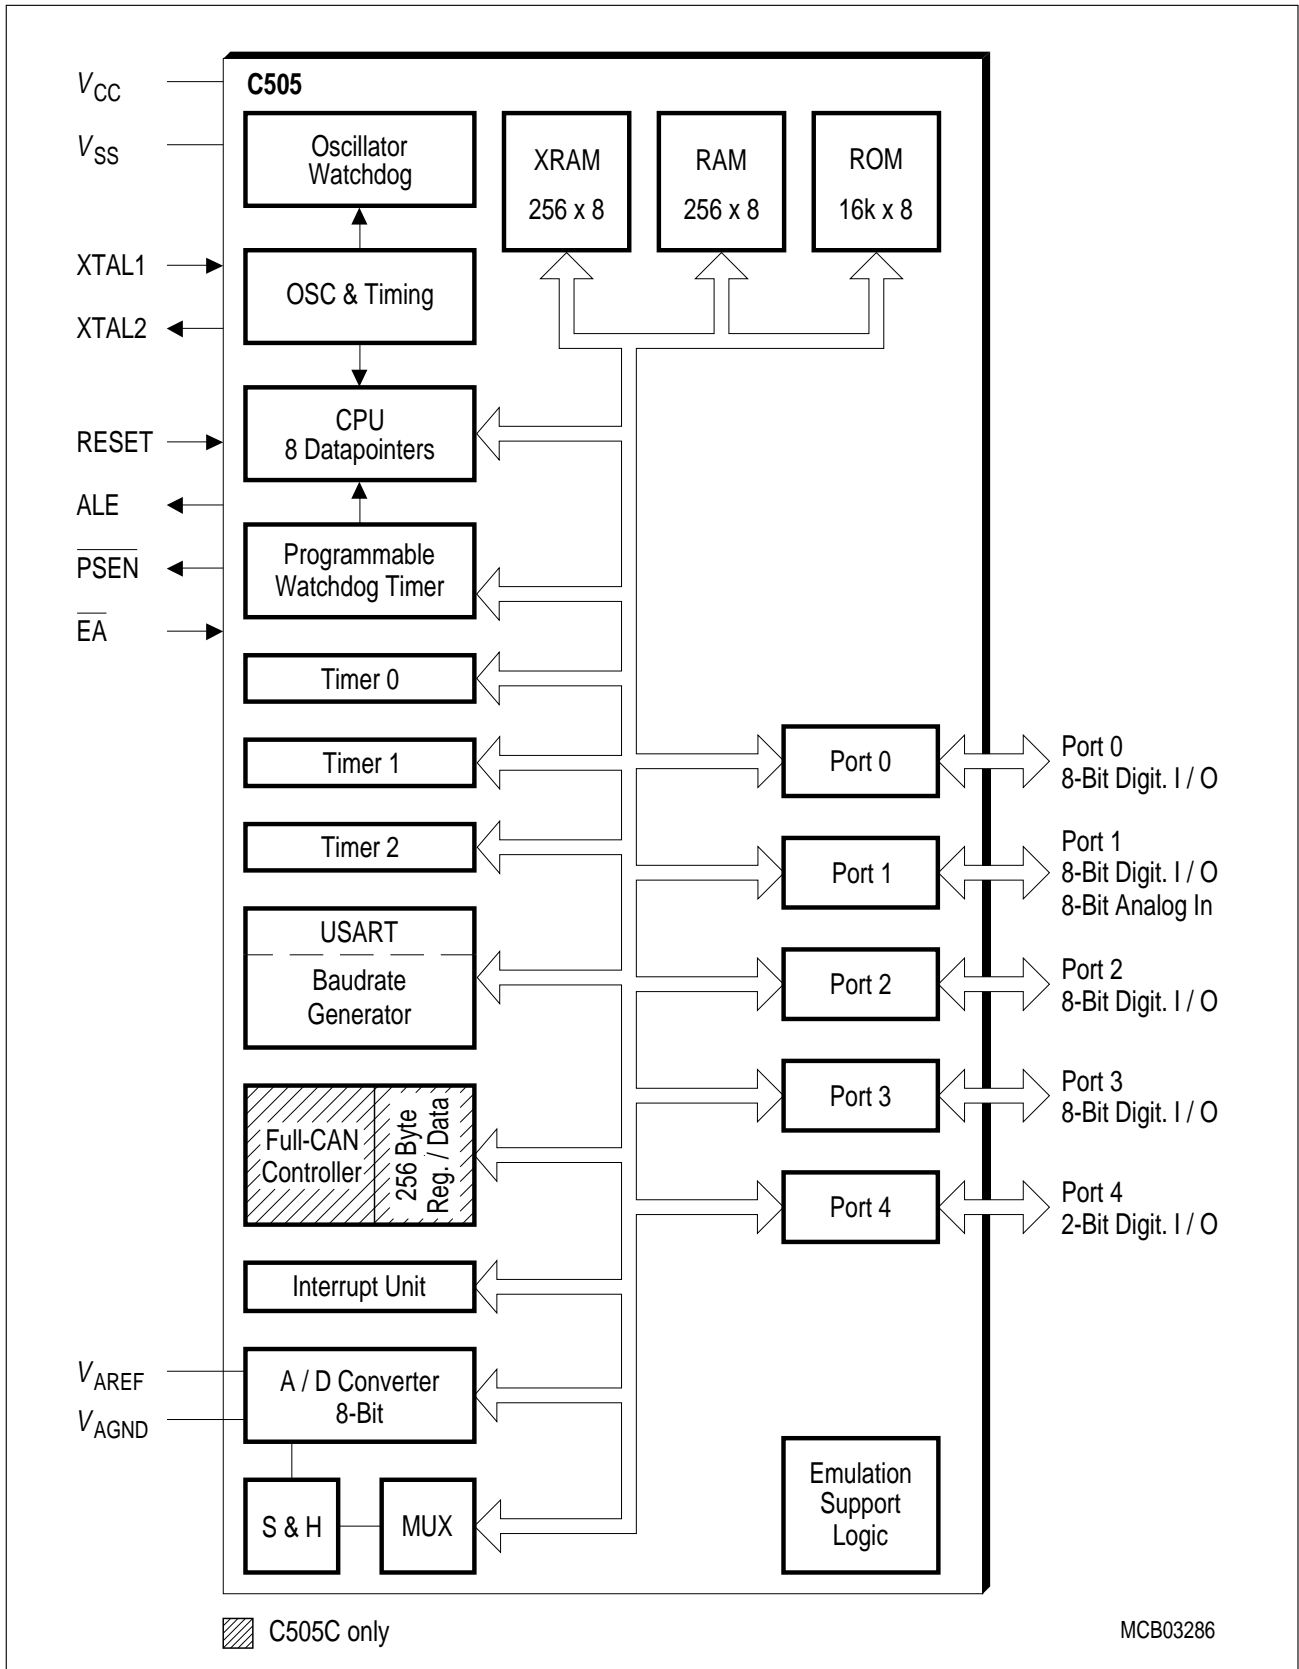 C505
V CC
V SS
XTAL1
XTAL2
RESET
ALE
PSEN
EA
V AREF
V AGND
Oscillator
Watchdog
OSC & Timing
CPU
8 Datapointers
Programmable
Watchdog Timer
Timer 0
Timer 1
Timer 2
USART
Baudrate
Generator
Full-CAN
Controller
256 Byte
Reg. / Data
Interrupt Unit
A / D Converter
8-Bit
S & H
MUX
XRAM
256 x 8
RAM
256 x 8
ROM
16k x 8
Port 0
Port 1
Port 2
Port 3
Port 4
Emulation
Support
Logic
Port 0
8-Bit Digit. I / O
Port 1
8-Bit Digit. I / O
8-Bit Analog In
Port 2
8-Bit Digit. I / O
Port 3
8-Bit Digit. I / O
Port 4
2-Bit Digit. I / O
C505C only
MCB03286